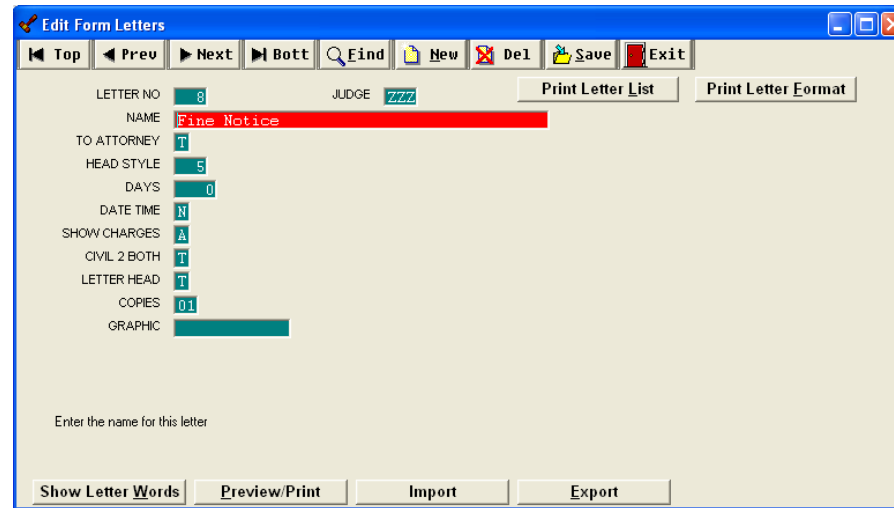 Edit Form Letters
Top Prev Next Bott Find New Del Save Exit
LETTER NO 8 JUDGE ZZZ Print Letter List Print Letter Format
NAME Fine Notice
TO ATTORNEY T
HEAD STYLE 5
DAYS 0
DATE TIME N
SHOW CHARGES A
CIVIL 2 BOTH T
LETTER HEAD T
COPIES 01
GRAPHIC
Enter the name for this letter
Show Letter Words Preview/Print Import Export